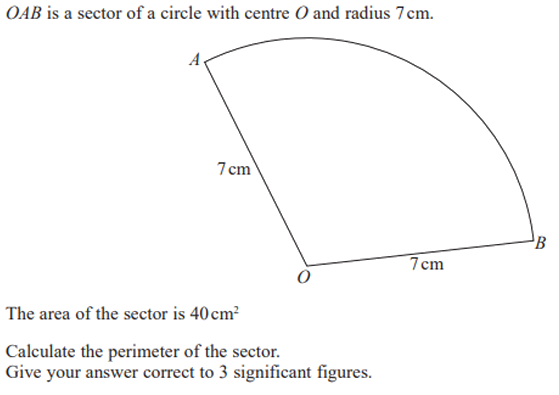 OAB is a sector of a circle with centre O and radius 7 cm.
A
7 cm
B
7 cm
O
The area of the sector is 40 cm²
Calculate the perimeter of the sector.
Give your answer correct to 3 significant figures.